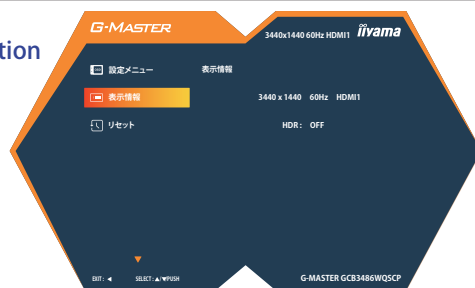 tion
G-MASTER
3440x1440 60Hz HDMI1 iiyama
設定メニュー 表示情報
表示情報 3440 x 1440 60Hz HDMI1
リセット HDR : OFF
EXIT : ◀ SELECT : ▲/▼PUSH G-MASTER GCB3486WQSCP